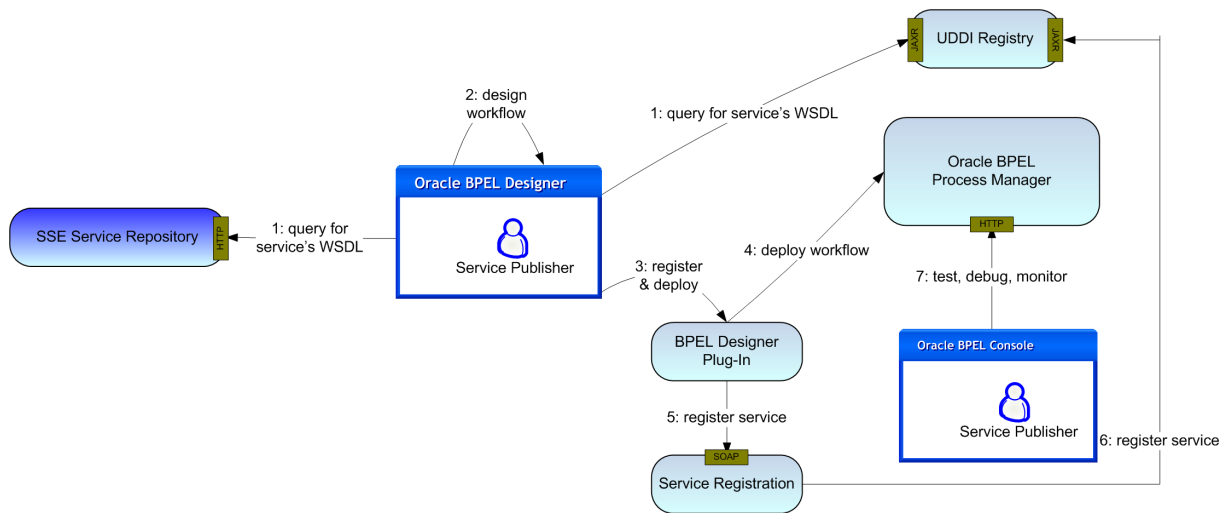 UDDI Registry
JAXR
JAXR
2: design
workflow
1: query for service's WSDL
Oracle BPEL Designer
Service Publisher
Oracle BPEL
Process Manager
HTTP
SSE Service Repository
HTTP
1: query for
service's WSDL
3: register
& deploy
4: deploy workflow
7: test, debug, monitor
BPEL Designer
Plug-In
Oracle BPEL Console
Service Publisher
5: register service
6: register service
SOAP
Service Registration